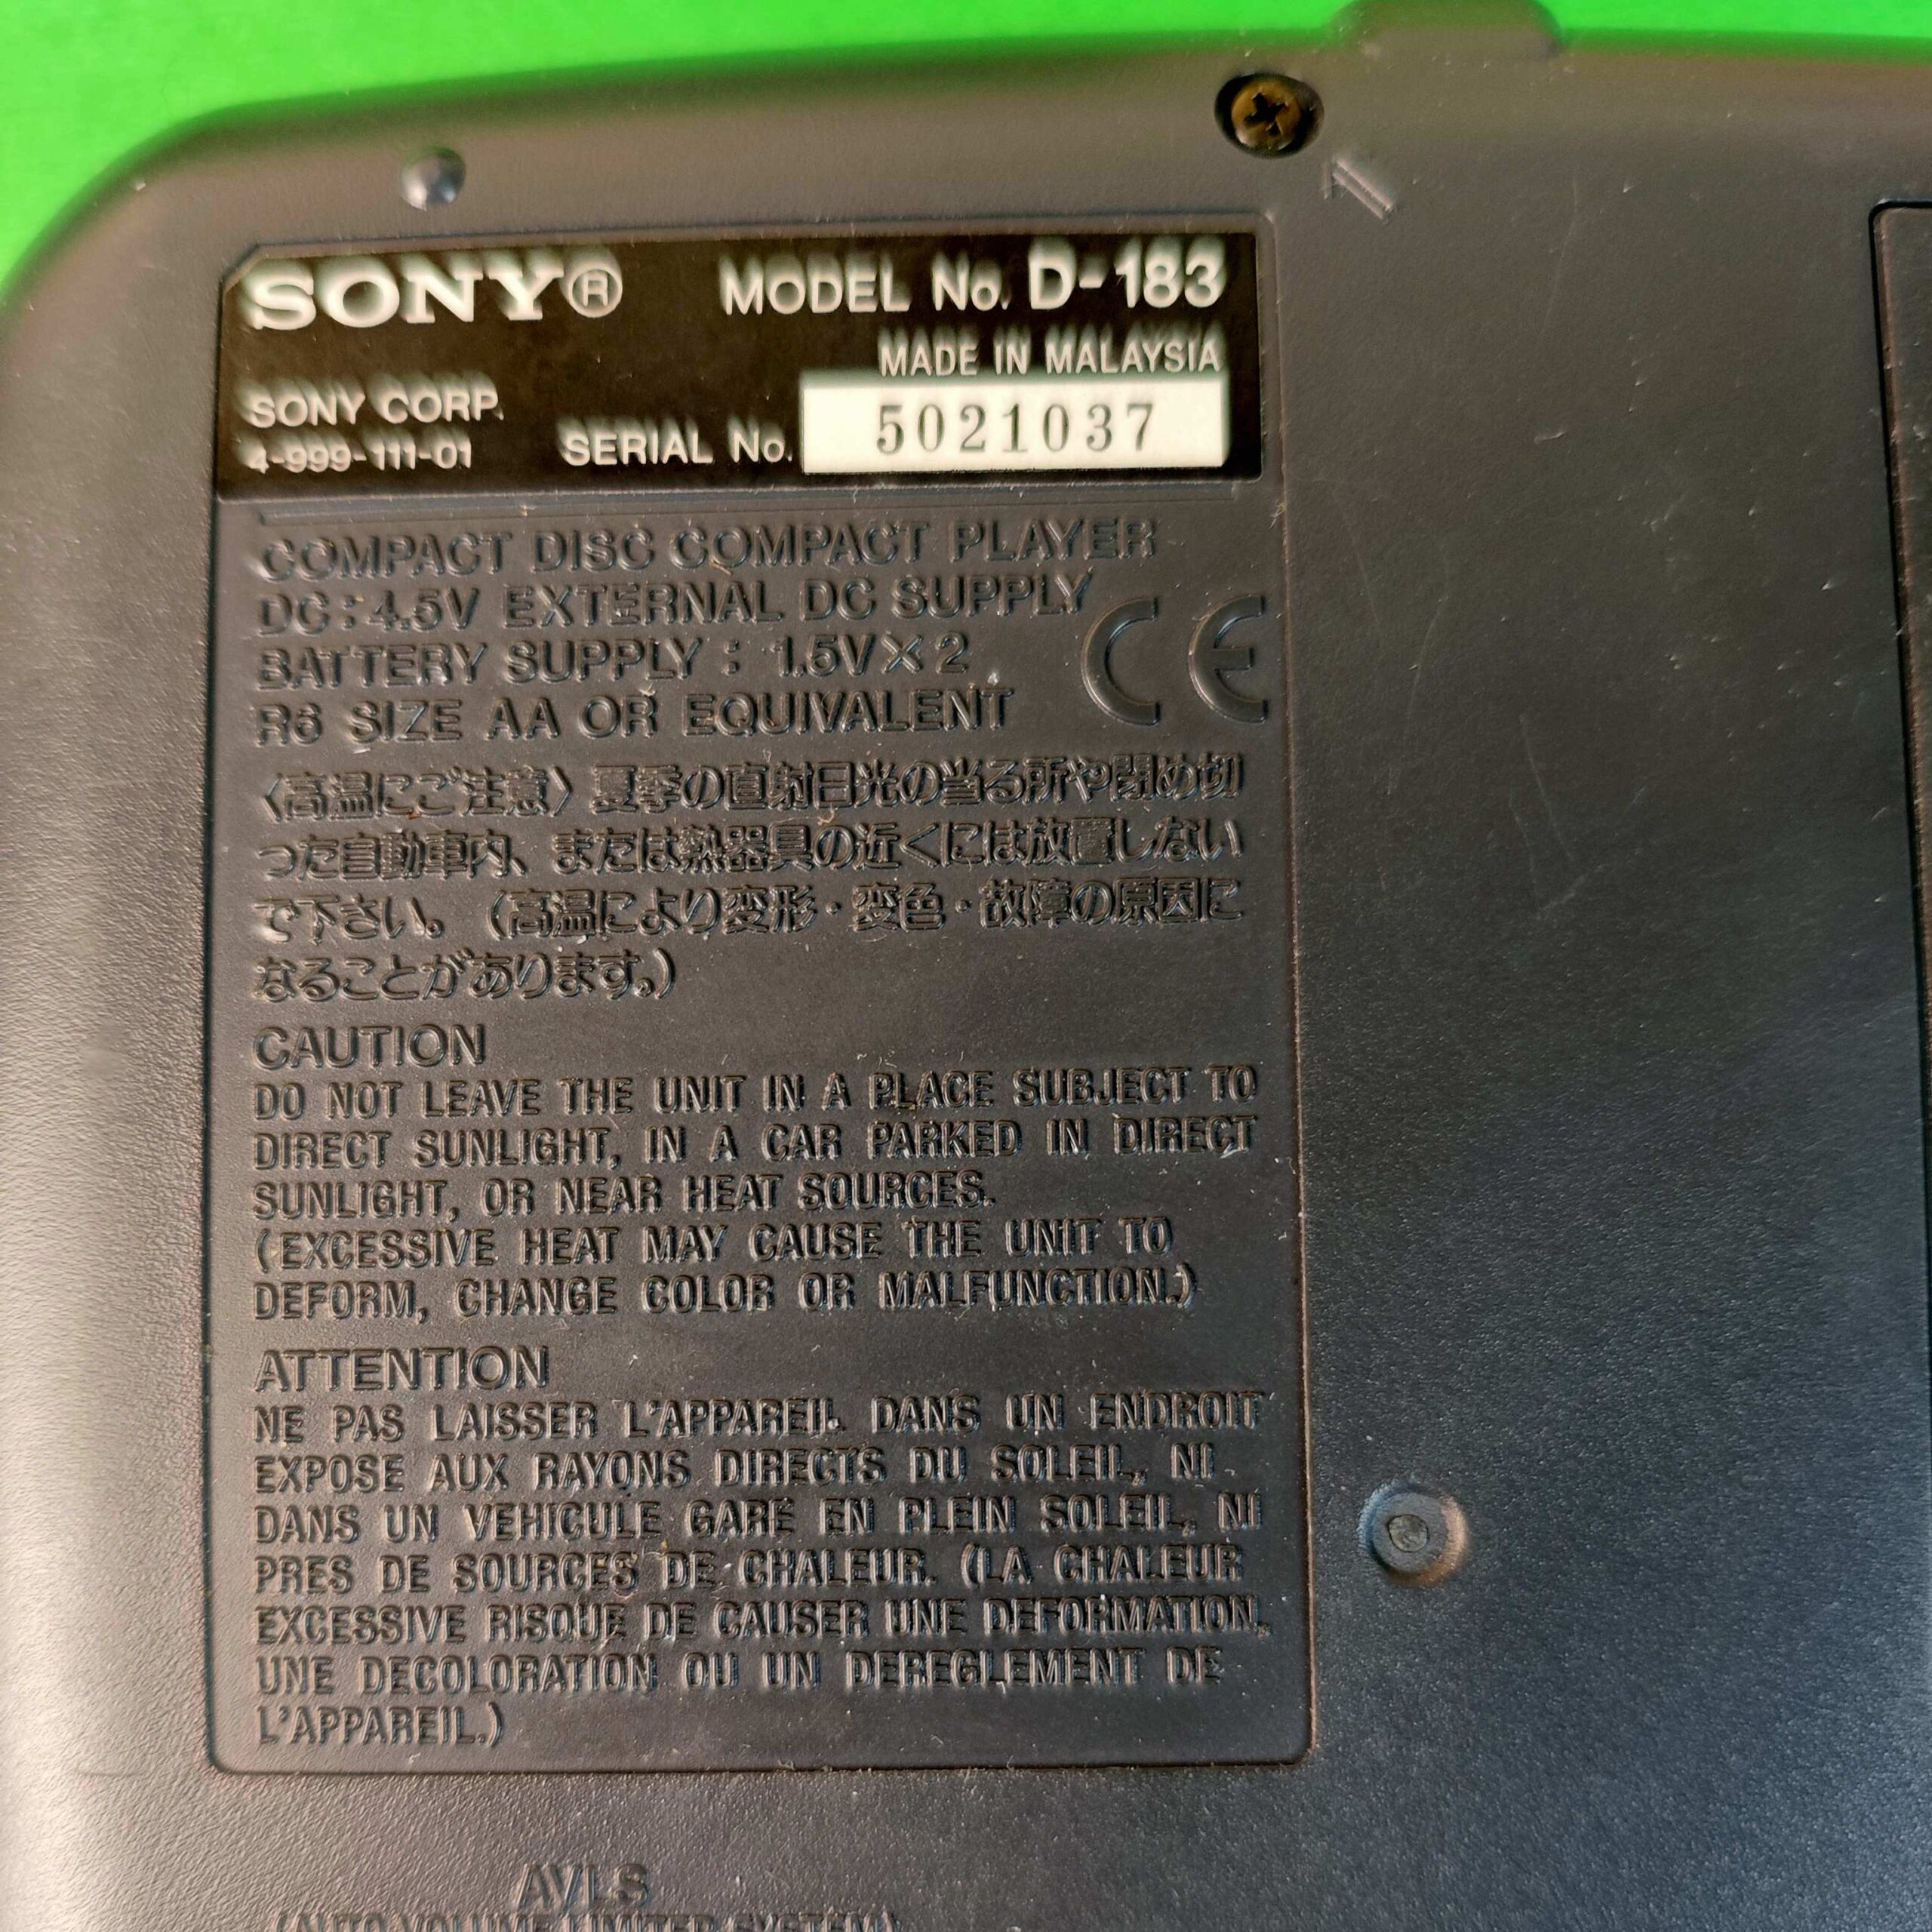 SONY® MODEL No. D-183
MADE IN MALAYSIA
SONY CORP.
4-999-111-01 SERIAL No. 5021037
COMPACT DISC COMPACT PLAYER
DC:4.5V EXTERNAL DC SUPPLY
BATTERY SUPPLY : 1.5V×2
R6 SIZE AA OR EQUIVALENT
CE
〈高温にご注意〉夏季の直射日光の当る所や閉め切
った自動車内、または熱器具の近くには放置しない
で下さい。(高温により変形・変色・故障の原因に
なることがあります。)
CAUTION
DO NOT LEAVE THE UNIT IN A PLACE SUBJECT TO
DIRECT SUNLIGHT, IN A CAR PARKED IN DIRECT
SUNLIGHT, OR NEAR HEAT SOURCES.
(EXCESSIVE HEAT MAY CAUSE THE UNIT TO
DEFORM, CHANGE COLOR OR MALFUNCTION.)
ATTENTION
NE PAS LAISSER L'APPAREIL DANS UN ENDROIT
EXPOSE AUX RAYONS DIRECTS DU SOLEIL, NI
DANS UN VEHICULE GARE EN PLEIN SOLEIL, NI
PRES DE SOURCES DE CHALEUR. (LA CHALEUR
EXCESSIVE RISQUE DE CAUSER UNE DEFORMATION,
UNE DECOLORATION OU UN DEREGLEMENT DE
L'APPAREIL.)
AVLS
(AUTO VOLUME LIMITER SYSTEM)